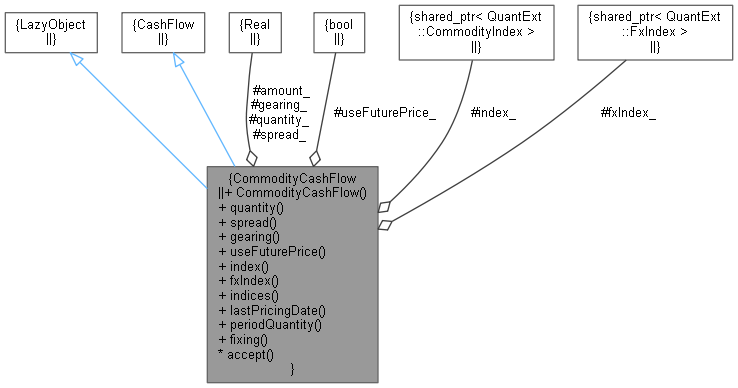 {LazyObject
||}
{CashFlow
||}
{Real
||}
{bool
||}
{shared_ptr< QuantExt
::CommodityIndex >
||}
{shared_ptr< QuantExt
::FxIndex >
||}
#amount_
#gearing_
#quantity_
#spread_
#useFuturePrice_
#index_
#fxIndex_
{CommodityCashFlow
||+ CommodityCashFlow()
+ quantity()
+ spread()
+ gearing()
+ useFuturePrice()
+ index()
+ fxIndex()
+ indices()
+ lastPricingDate()
+ periodQuantity()
+ fixing()
* accept()
}